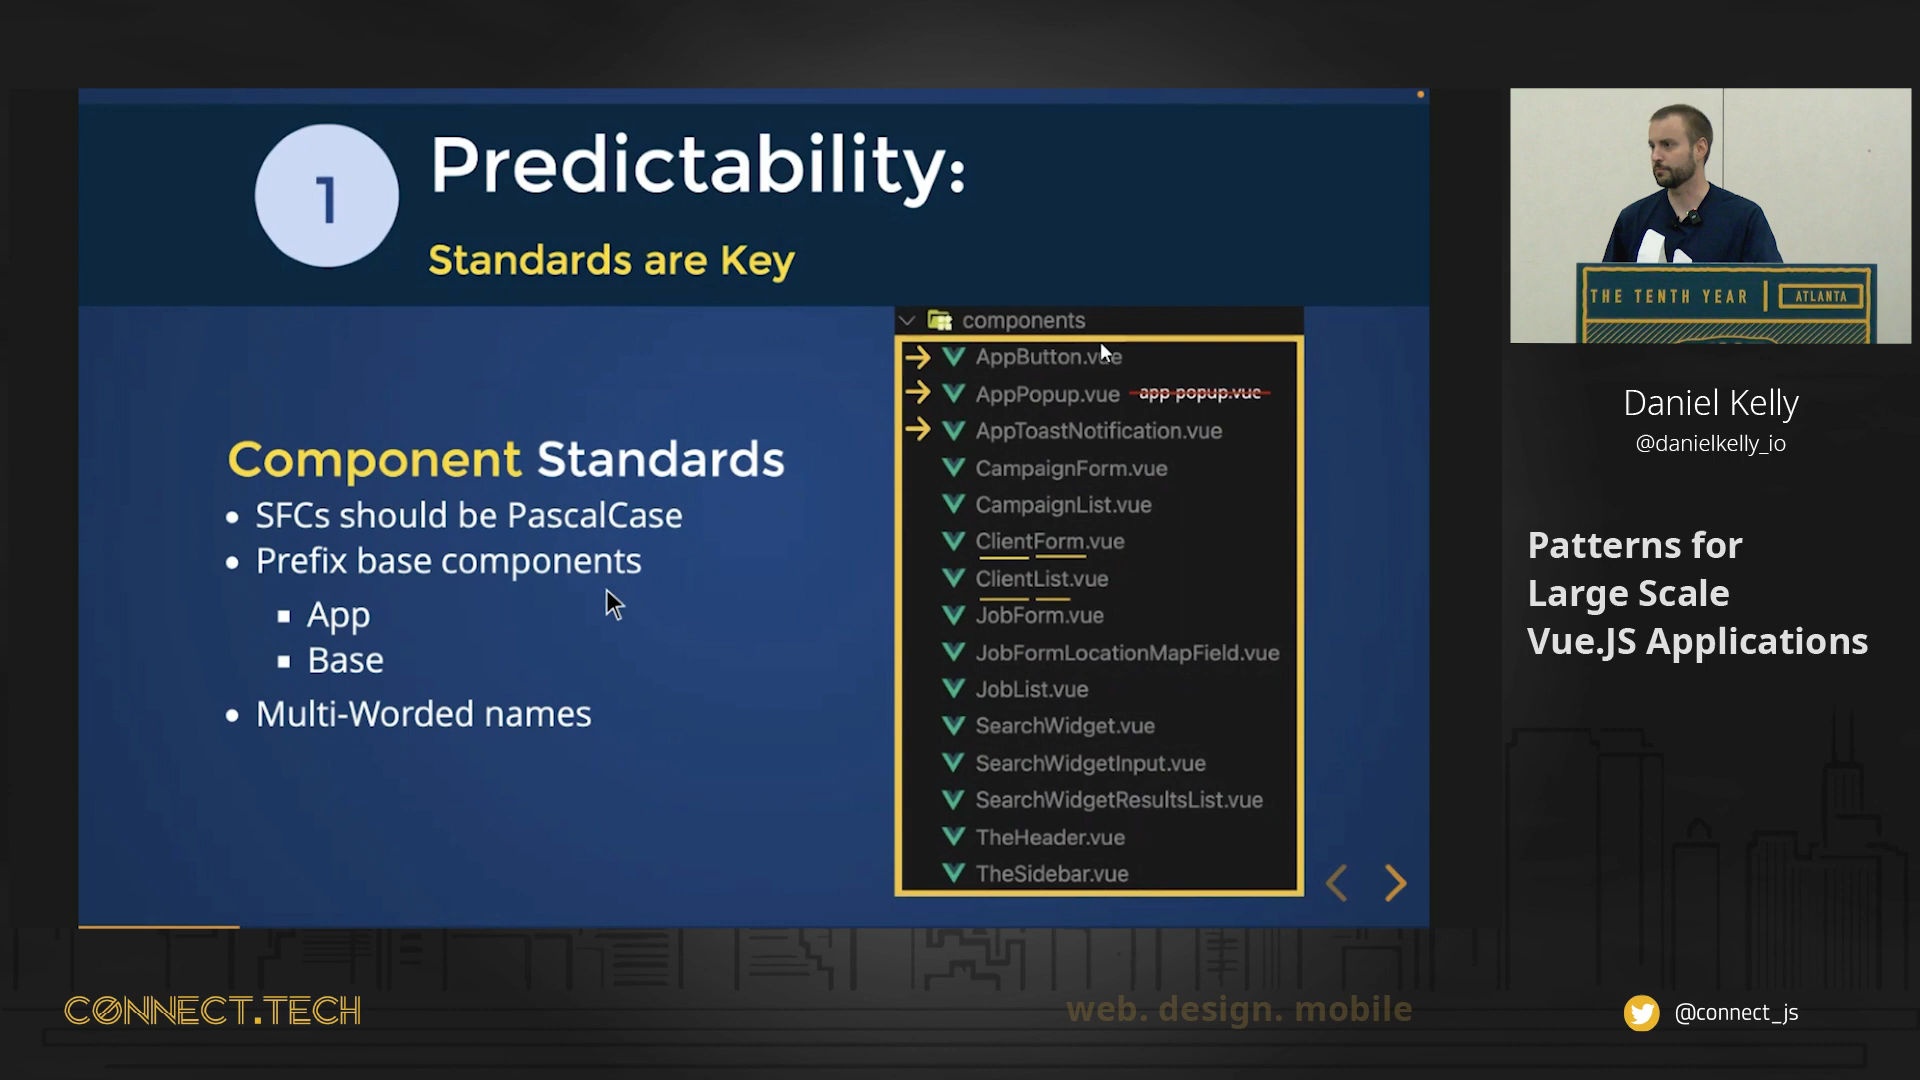 1
Predictability:
Standards are Key
Component Standards
SFCs should be PascalCase
Prefix base components
App
Base
Multi-Worded names
components
AppButton.vue
AppPopup.vue app-popup.vue
AppToastNotification.vue
CampaignForm.vue
CampaignList.vue
ClientForm.vue
ClientList.vue
JobForm.vue
JobFormLocationMapField.vue
JobList.vue
SearchWidget.vue
SearchWidgetInput.vue
SearchWidgetResultsList.vue
TheHeader.vue
TheSidebar.vue
THE TENTH YEAR | ATLANTA
Daniel Kelly
@danielkelly_io
Patterns for
Large Scale
Vue.JS Applications
CONNECT.TECH
web. design. mobile
@connect_js